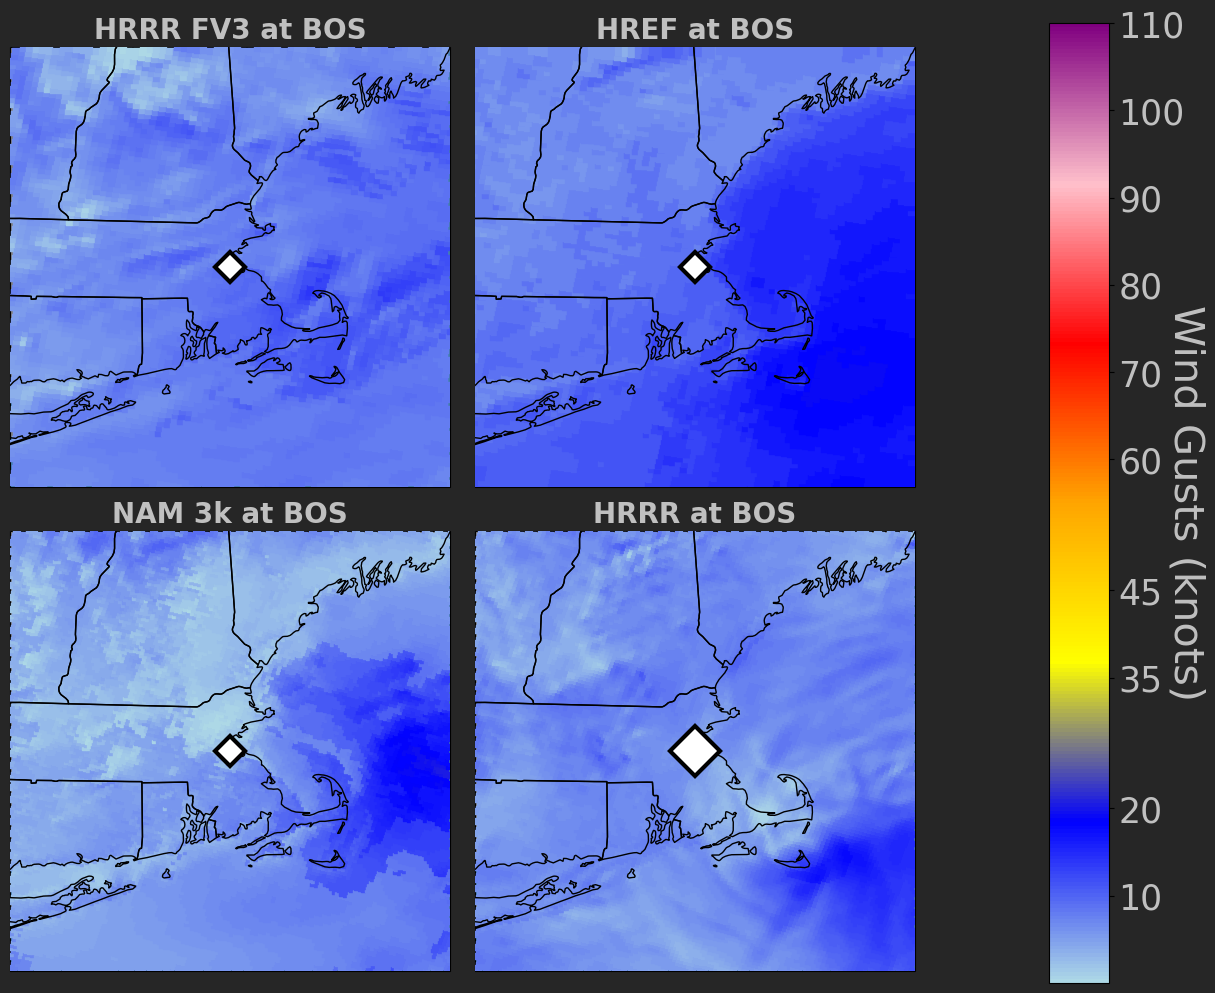 HRRR FV3 at BOS
HREF at BOS
NAM 3k at BOS
HRRR at BOS
110
100
90
80
70
60
45
35
20
10
Wind Gusts (knots)